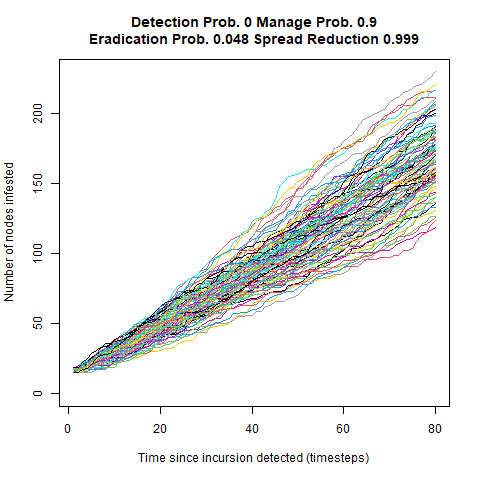 Detection Prob. 0 Manage Prob. 0.9
Eradication Prob. 0.048 Spread Reduction 0.999
Number of nodes infested
200
150
100
50
0
0 20 40 60 80
Time since incursion detected (timesteps)